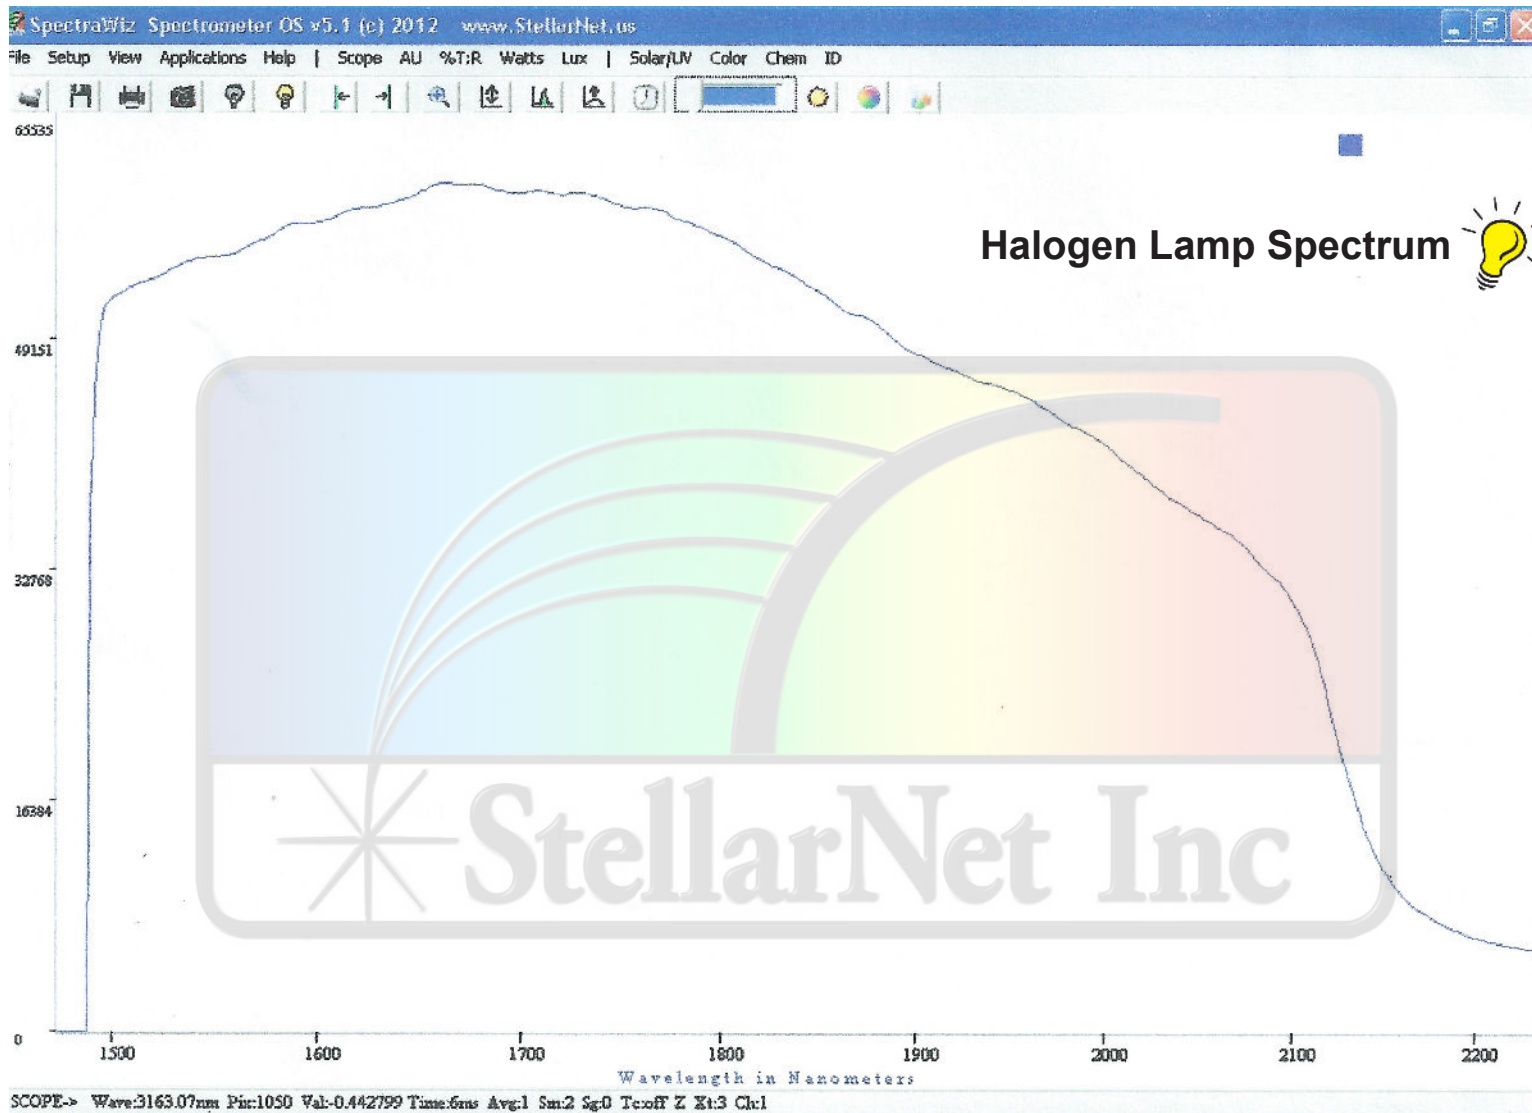 SpectraWiz Spectrometer OS v5.1 (c) 2012 www.StellarNet.us
File Setup View Applications Help | Scope AU %T:R Watts Lux | Solar/UV Color Chem ID
65535
Halogen Lamp Spectrum
49151
32768
16384
StellarNet Inc
0
1500 1600 1700 1800 1900 2000 2100 2200
Wavelength in Nanometers
SCOPE-> Wave:3163.07nm Pix:1050 Val:-0.442799 Time:6ms Avg:1 Sm:2 Sg:0 Tc:off Z Xt:3 Ch:1